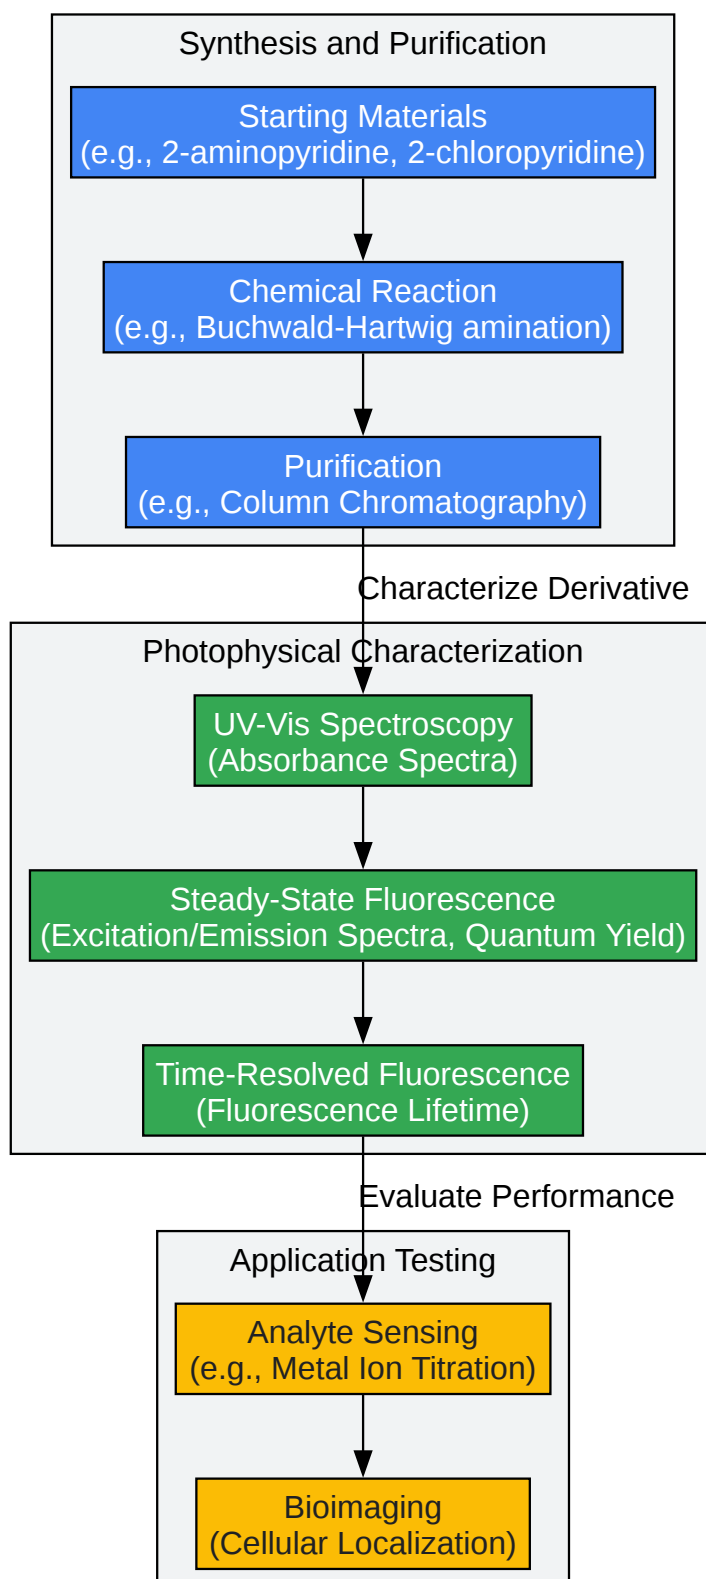 Synthesis and Purification
Starting Materials
(e.g., 2-aminopyridine, 2-chloropyridine)
Chemical Reaction
(e.g., Buchwald-Hartwig amination)
Purification
(e.g., Column Chromatography)
Characterize Derivative
Photophysical Characterization
UV-Vis Spectroscopy
(Absorbance Spectra)
Steady-State Fluorescence
(Excitation/Emission Spectra, Quantum Yield)
Time-Resolved Fluorescence
(Fluorescence Lifetime)
Evaluate Performance
Application Testing
Analyte Sensing
(e.g., Metal Ion Titration)
Bioimaging
(Cellular Localization)